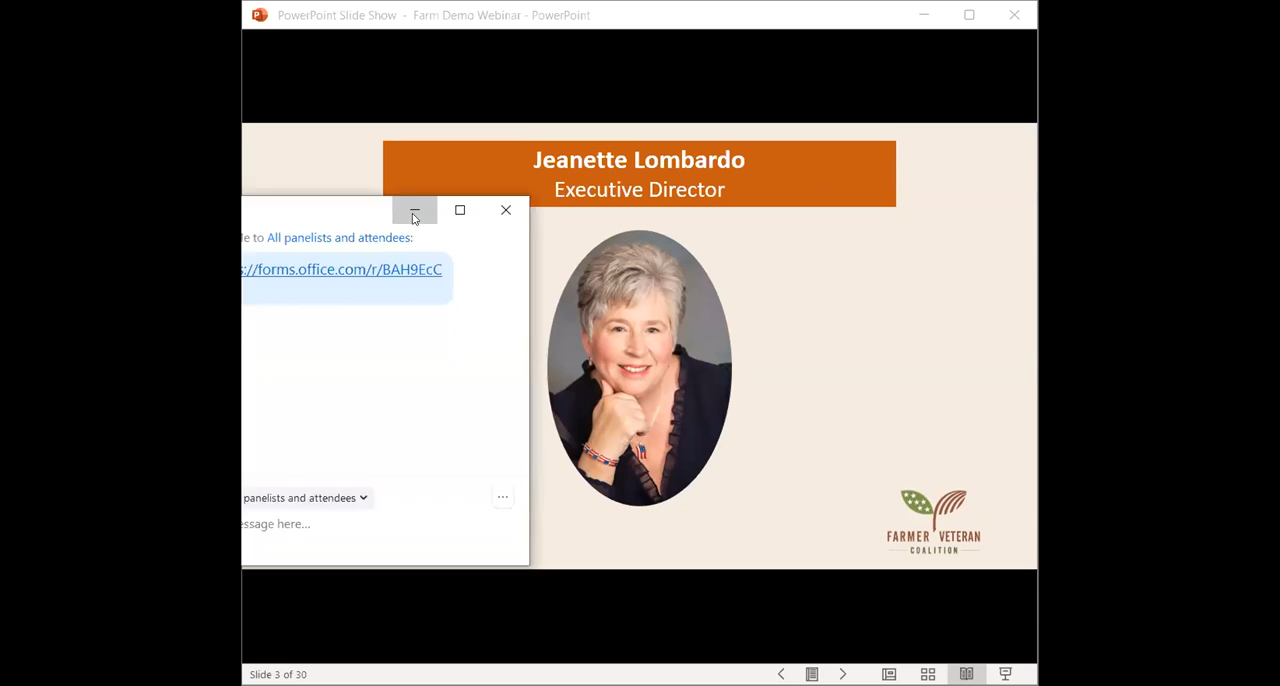 PowerPoint Slide Show - Farm Demo Webinar - PowerPoint
Jeanette Lombardo
Executive Director
to All panelists and attendees:
s://forms.office.com/r/BAH9EcC
panelists and attendees
essage here...
FARMER VETERAN
COALITION
Slide 3 of 30